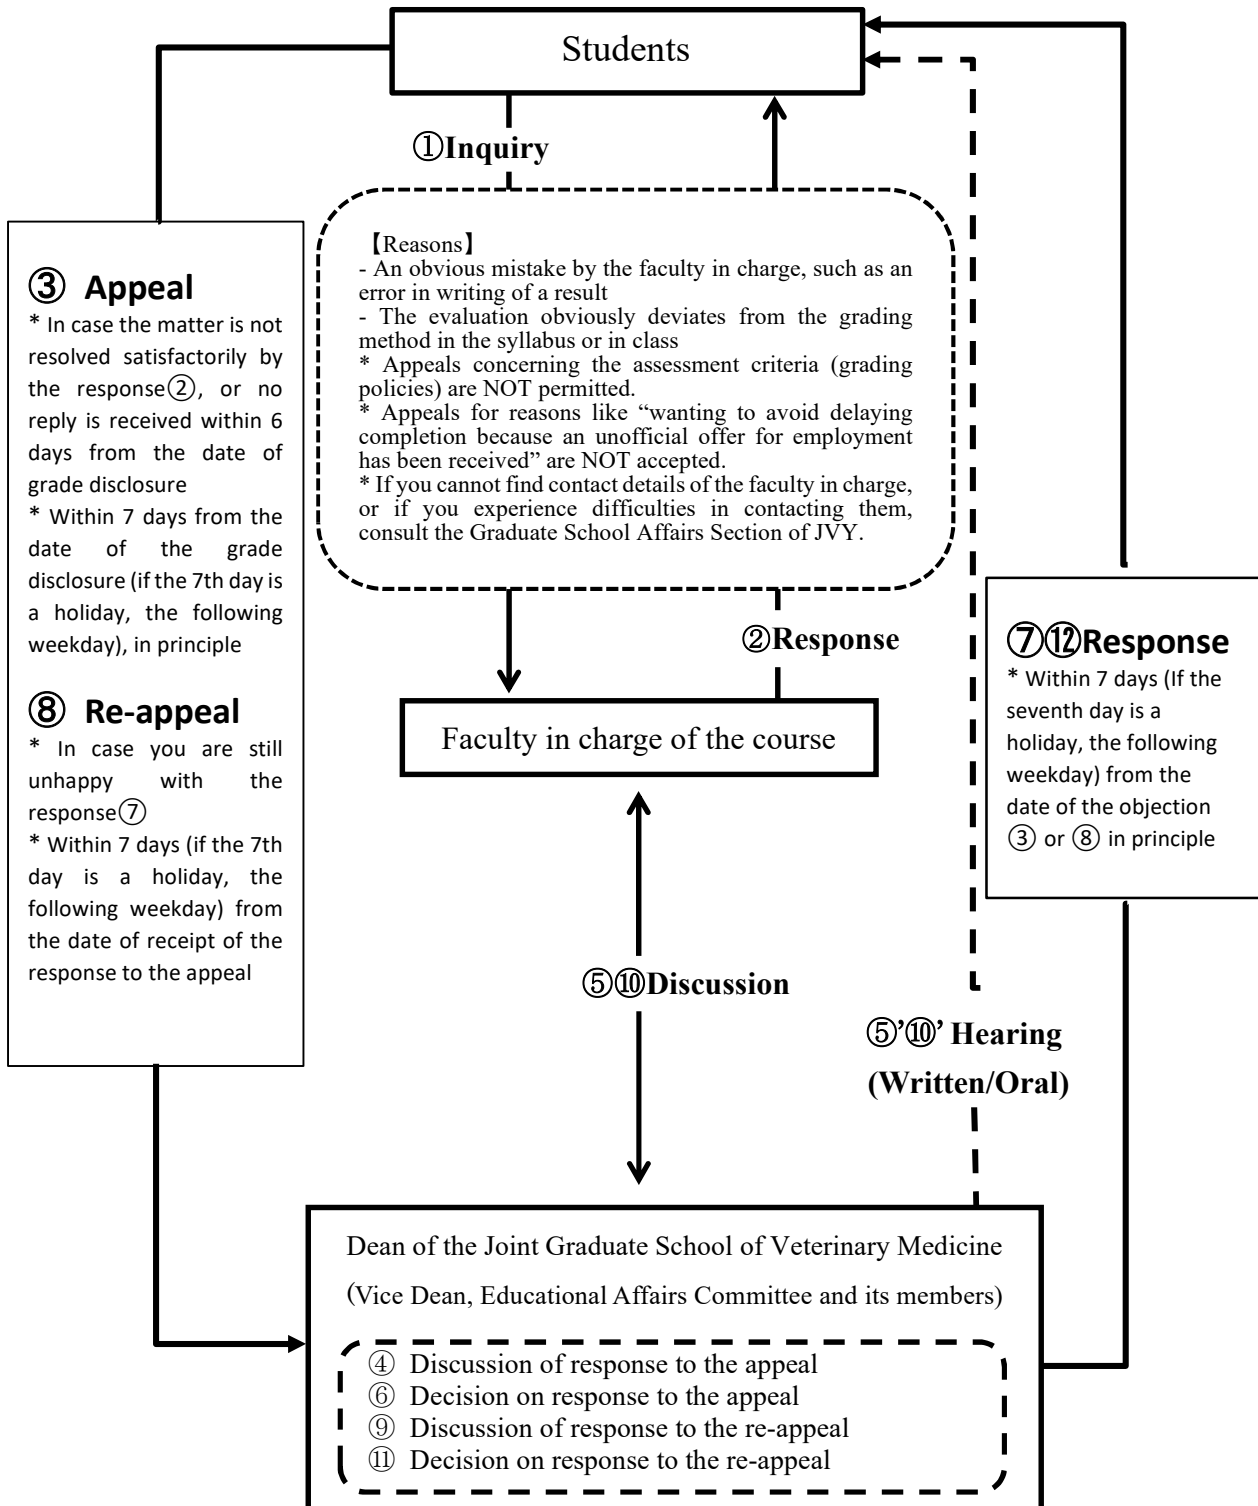 Students
①Inquiry
【Reasons】
- An obvious mistake by the faculty in charge, such as an
error in writing of a result
- The evaluation obviously deviates from the grading
method in the syllabus or in class
* Appeals concerning the assessment criteria (grading
policies) are NOT permitted.
* Appeals for reasons like “wanting to avoid delaying
completion because an unofficial offer for employment
has been received” are NOT accepted.
* If you cannot find contact details of the faculty in charge,
or if you experience difficulties in contacting them,
consult the Graduate School Affairs Section of JVY.
③ Appeal
* In case the matter is not
resolved satisfactorily by
the response②, or no
reply is received within 6
days from the date of
grade disclosure
* Within 7 days from the
date of the grade
disclosure (if the 7th day is
a holiday, the following
weekday), in principle
⑧ Re-appeal
* In case you are still
unhappy with the
response⑦
* Within 7 days (if the 7th
day is a holiday, the
following weekday) from
the date of receipt of the
response to the appeal
②Response
Faculty in charge of the course
⑦⑫Response
* Within 7 days (If the
seventh day is a
holiday, the following
weekday) from the
date of the objection
③ or ⑧ in principle
⑤⑩Discussion
⑤’⑩’ Hearing
(Written/Oral)
Dean of the Joint Graduate School of Veterinary Medicine
(Vice Dean, Educational Affairs Committee and its members)
④ Discussion of response to the appeal
⑥ Decision on response to the appeal
⑨ Discussion of response to the re-appeal
⑪ Decision on response to the re-appeal